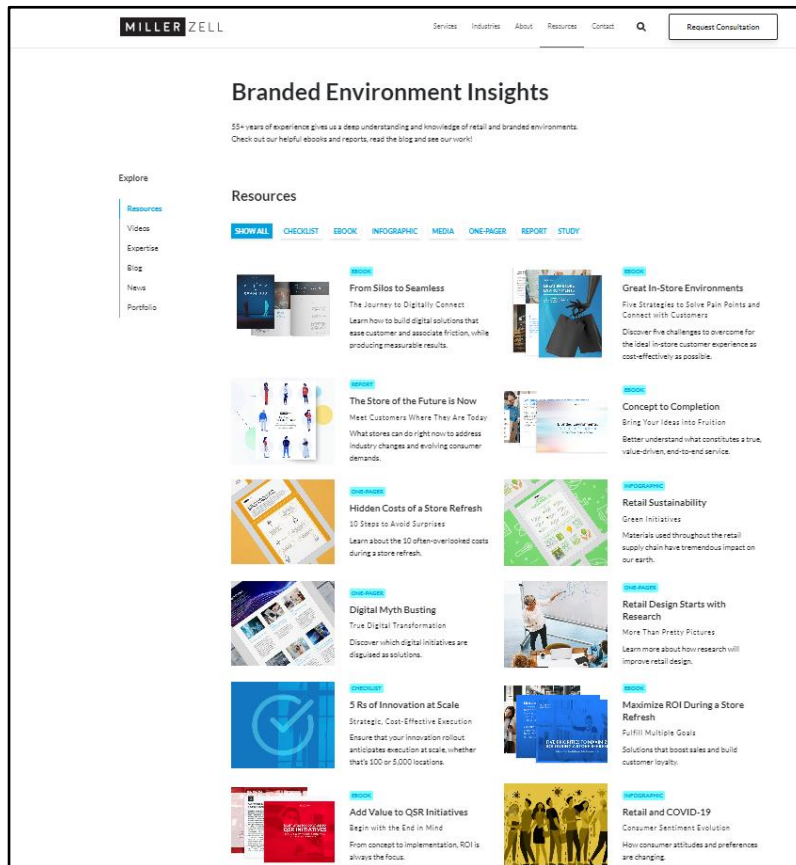 MILLER ZELL
Services Industries About Resources Contact
Request Consultation
Branded Environment Insights
55+ years of experience gives us a deep understanding and knowledge of retail and branded environments.
Check out our helpful ebooks and reports, read the blog and see our work!
Explore
Resources
Videos
Expertise
Blog
News
Portfolio
Resources
SHOW ALL CHECKLIST EBOOK INFOGRAPHIC MEDIA ONE-PAGER REPORT STUDY
EBOOK
From Silos to Seamless
The Journey to Digitally Connect
Learn how to build digital solutions that
ease customer and associate friction, while
producing measurable results.
EBOOK
Great In-Store Environments
Five Strategies to Solve Pain Points and
Connect with Customers
Discover five challenges to overcome for
the ideal in-store customer experience as
cost-effectively as possible.
REPORT
The Store of the Future is Now
Meet Customers Where They Are Today
What stores can do right now to address
industry changes and evolving consumer
demands.
EBOOK
Concept to Completion
Bring Your Ideas into Fruition
Better understand what constitutes a true,
value-driven, end-to-end service.
ONE-PAGER
Hidden Costs of a Store Refresh
10 Steps to Avoid Surprises
Learn about the 10 often-overlooked costs
during a store refresh.
INFOGRAPHIC
Retail Sustainability
Green Initiatives
Materials used throughout the retail
supply chain have tremendous impact on
our earth.
ONE-PAGER
Digital Myth Busting
True Digital Transformation
Discover which digital initiatives are
disguised as solutions.
ONE-PAGER
Retail Design Starts with
Research
More Than Pretty Pictures
Learn more about how research will
improve retail design.
CHECKLIST
5 Rs of Innovation at Scale
Strategic, Cost-Effective Execution
Ensure that your innovation rollout
anticipates execution at scale, whether
that's 100 or 5,000 locations.
EBOOK
Maximize ROI During a Store
Refresh
Fulfill Multiple Goals
Solutions that boost sales and build
customer loyalty.
QSR INITIATIVES
EBOOK
Add Value to QSR Initiatives
Begin with the End in Mind
From concept to implementation, ROI is
always the focus.
INFOGRAPHIC
Retail and COVID-19
Consumer Sentiment Evolution
How consumer attitudes and preferences
are changing.